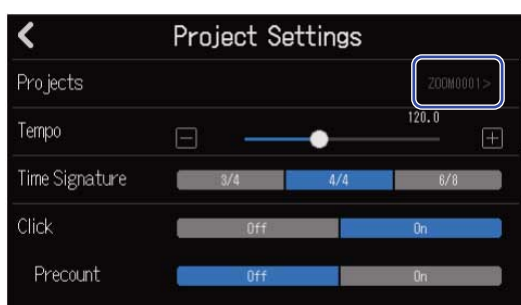 < Project Settings
Projects ZOOM0001>
120.0
Tempo - +
Time Signature 3/4 4/4 6/8
Click Off On
Precount Off On